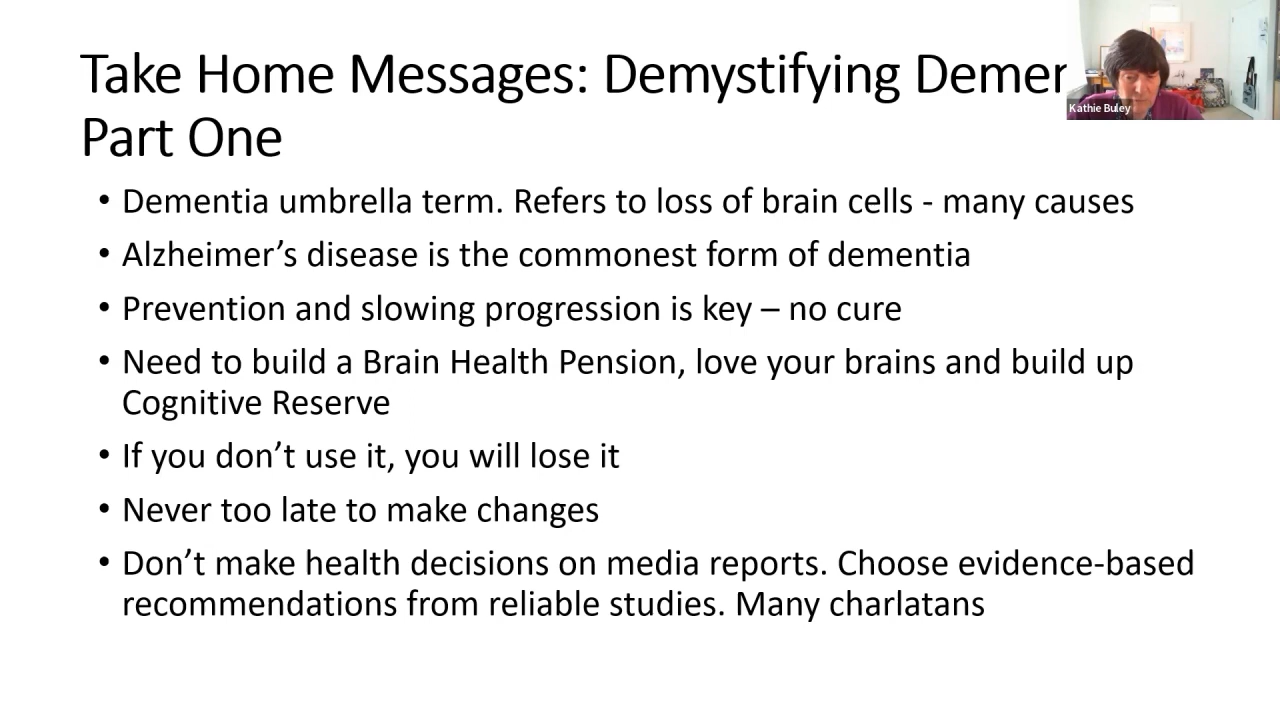 Take Home Messages: Demystifying
Part One
• Dementia umbrella term. Refers to loss of brain cells - many causes
• Alzheimer’s disease is the commonest form of dementia
• Prevention and slowing progression is key – no cure
• Need to build a Brain Health Pension, love your brains and build up
Cognitive Reserve
• If you don’t use it, you will lose it
• Never too late to make changes
• Don’t make health decisions on media reports. Choose evidence-based
recommendations from reliable studies. Many charlatans
Kathie Buley